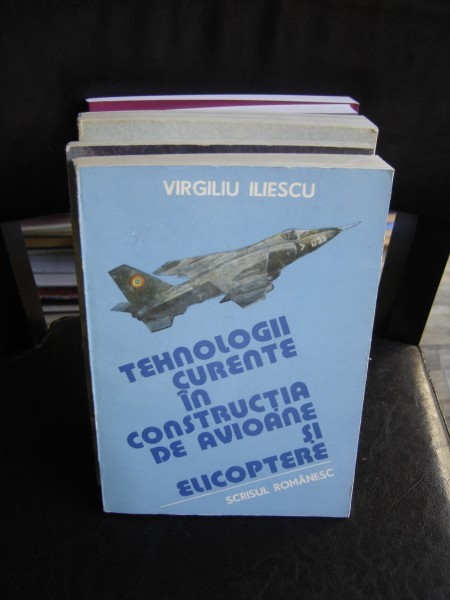 VIRGILIU ILIESCU
TEHNOLOGII
CURENTE
ÎN
CONSTRUCȚIA
DE AVIOANE
ȘI
ELICOPTERE
SCRISUL ROMÂNESC